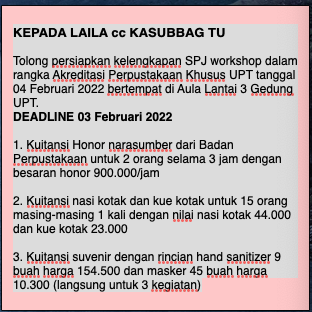 KEPADA LAILA cc KASUBBAG TU
Tolong persiapkan kelengkapan SPJ workshop dalam
rangka Akreditasi Perpustakaan Khusus UPT tanggal
04 Februari 2022 bertempat di Aula Lantai 3 Gedung
UPT.
DEADLINE 03 Februari 2022
1. Kuitansi Honor narasumber dari Badan
Perpustakaan untuk 2 orang selama 3 jam dengan
besaran honor 900.000/jam
2. Kuitansi nasi kotak dan kue kotak untuk 15 orang
masing-masing 1 kali dengan nilai nasi kotak 44.000
dan kue kotak 23.000
3. Kuitansi suvenir dengan rincian hand sanitizer 9
buah harga 154.500 dan masker 45 buah harga
10.300 (langsung untuk 3 kegiatan)